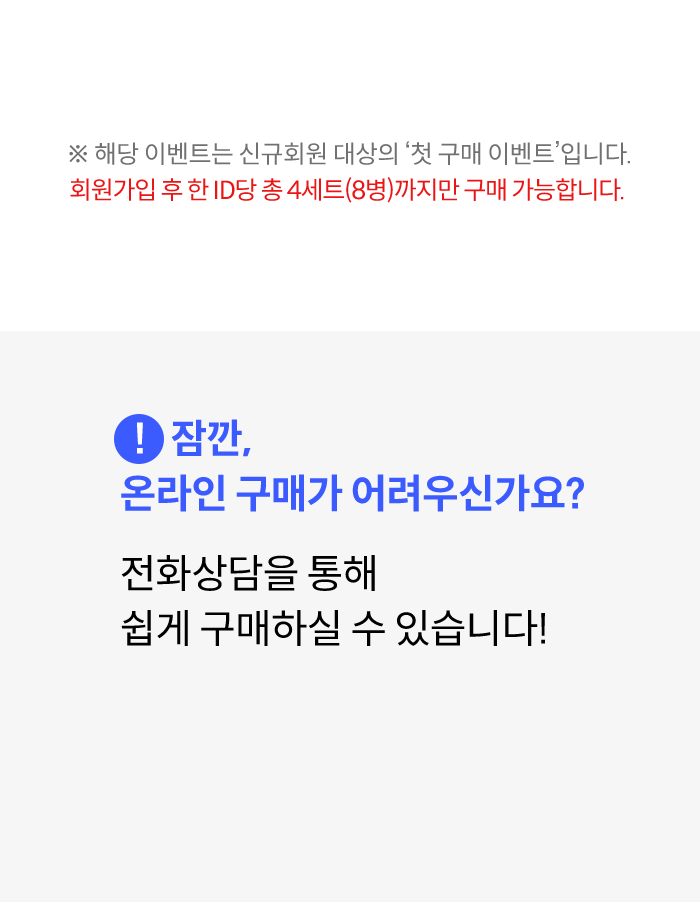 ※ 해당 이벤트는 신규회원 대상의 ‘첫 구매 이벤트’입니다.
회원가입 후 한 ID당 총 4세트(8병)까지만 구매 가능합니다.
! 잠깐,
온라인 구매가 어려우신가요?
전화상담을 통해
쉽게 구매하실 수 있습니다!